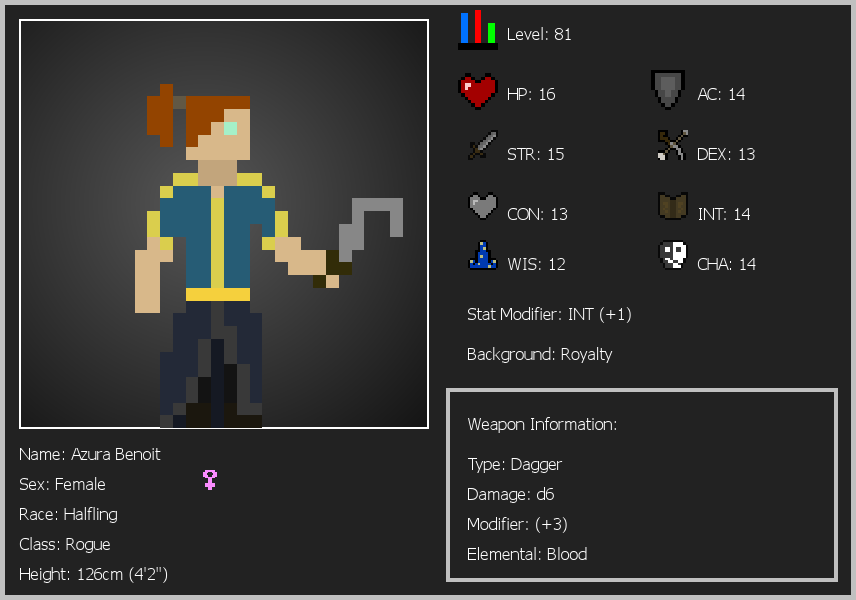 Level: 81
HP: 16
AC: 14
STR: 15
DEX: 13
CON: 13
INT: 14
WIS: 12
CHA: 14
Stat Modifier: INT (+1)
Background: Royalty
Weapon Information:
Type: Dagger
Damage: d6
Modifier: (+3)
Elemental: Blood
Name: Azura Benoit
Sex: Female
Race: Halfling
Class: Rogue
Height: 126cm (4'2")